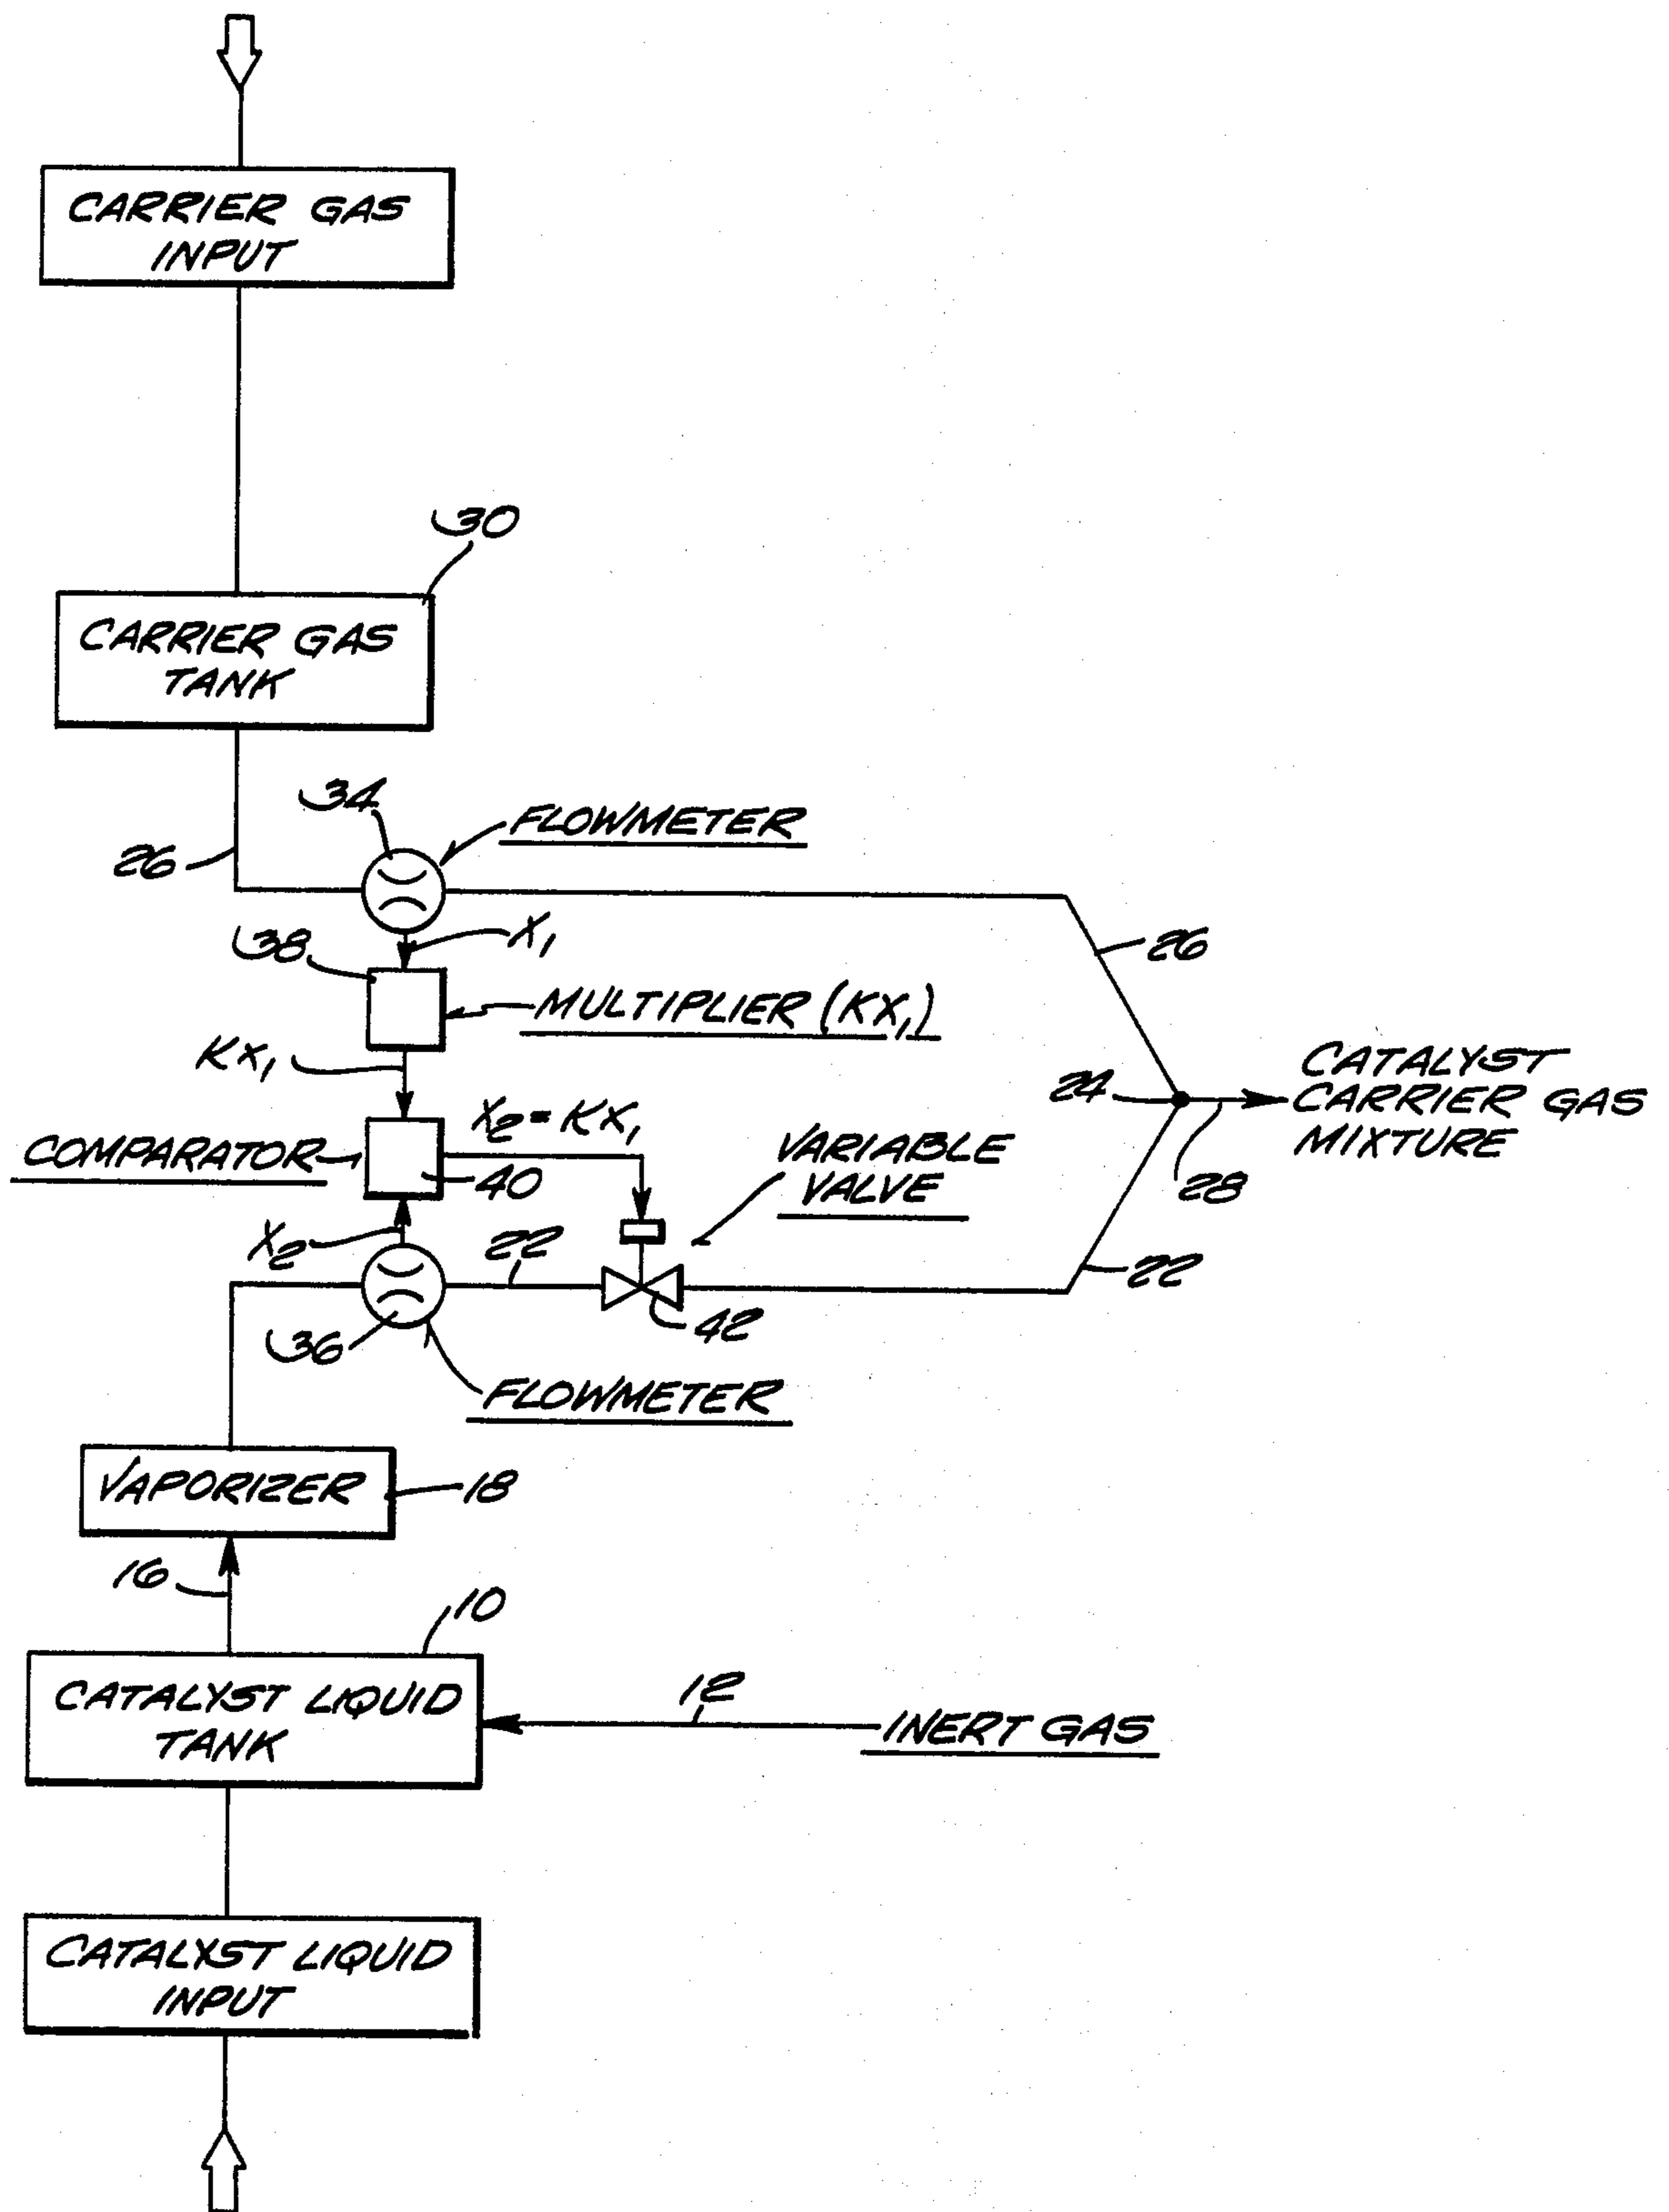 CARRIER GAS
INPUT
30
CARRIER GAS
TANK
34
FLOWMETER
26
X₁
38
26
MULTIPLIER (KX₁)
KX₁
CATALYST
CARRIER GAS
MIXTURE
24
28
X₂ = KX₁
COMPARATOR
40
VARIABLE
VALVE
X₂
22
22
42
36
FLOWMETER
VAPORIZER
18
16
10
CATALYST LIQUID
TANK
12
INERT GAS
CATALYST LIQUID
INPUT